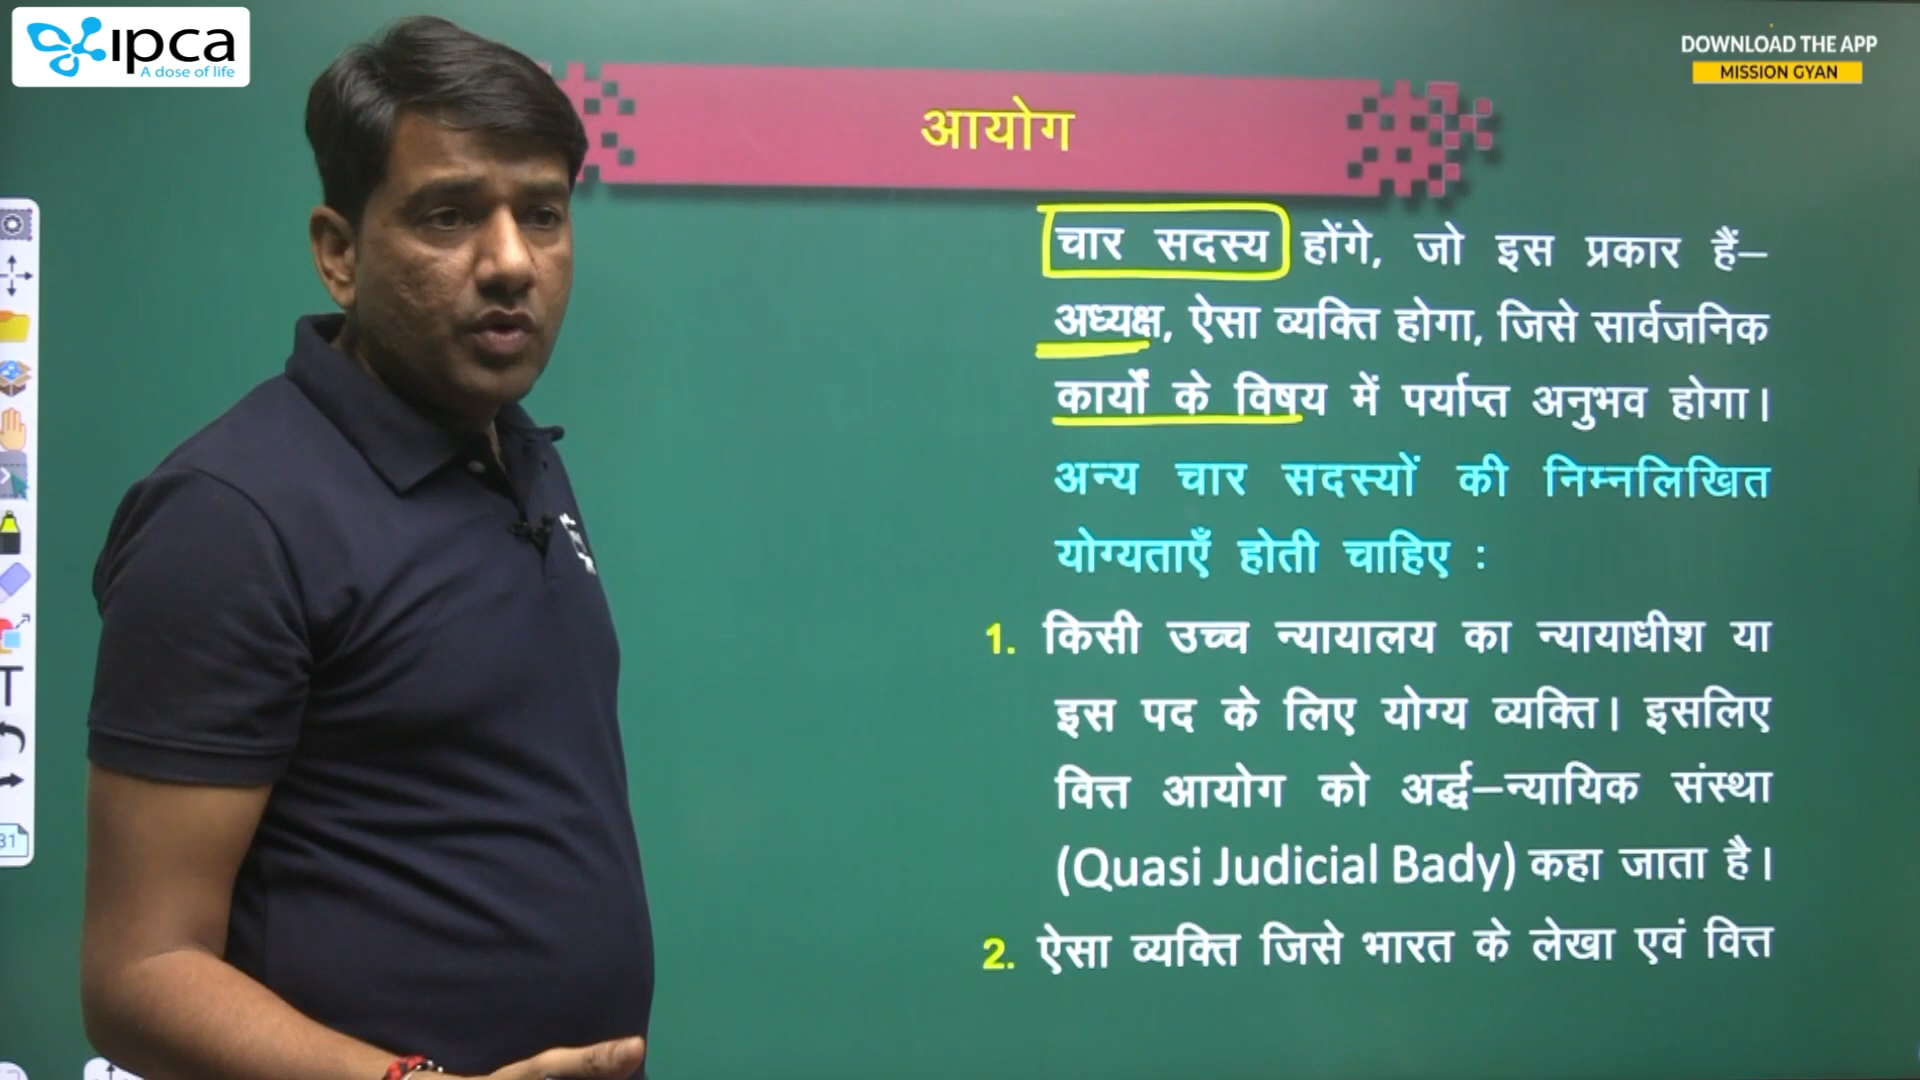 ipca
A dose of life
DOWNLOAD THE APP
MISSION GYAN
आयोग
चार सदस्य होंगे, जो इस प्रकार हैं–
अध्यक्ष, ऐसा व्यक्ति होगा, जिसे सार्वजनिक
कार्यों के विषय में पर्याप्त अनुभव होगा।
अन्य चार सदस्यों की निम्नलिखित
योग्यताएँ होती चाहिए :
1. किसी उच्च न्यायालय का न्यायाधीश या
इस पद के लिए योग्य व्यक्ति। इसलिए
वित्त आयोग को अर्द्ध–न्यायिक संस्था
(Quasi Judicial Bady) कहा जाता है।
2. ऐसा व्यक्ति जिसे भारत के लेखा एवं वित्त
T
31